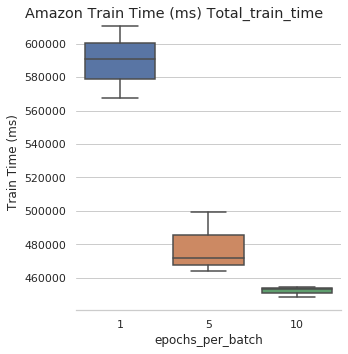 Amazon Train Time (ms) Total_train_time
600000
580000
560000
540000
520000
500000
480000
460000
Train Time (ms)
1 5 10
epochs_per_batch